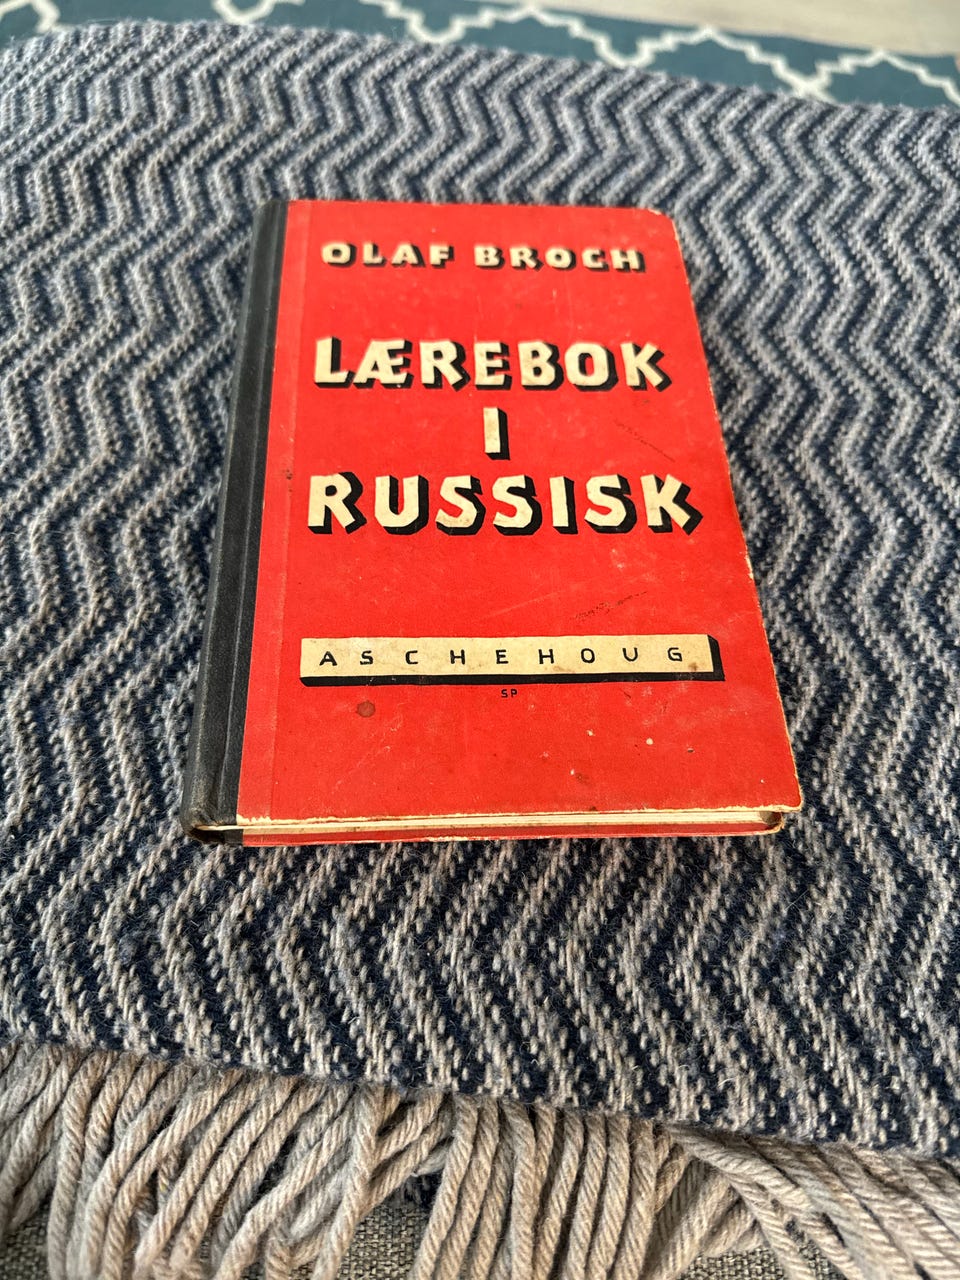 OLAF BROCH
LÆREBOK
I
RUSSISK
ASCHEHOUG
SP